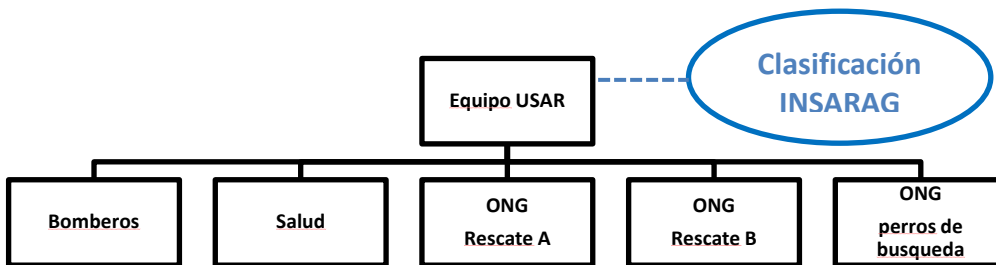 Clasificación
INSARAG
Equipo USAR
Bomberos
Salud
ONG
Rescate A
ONG
Rescate B
ONG
perros de
busqueda